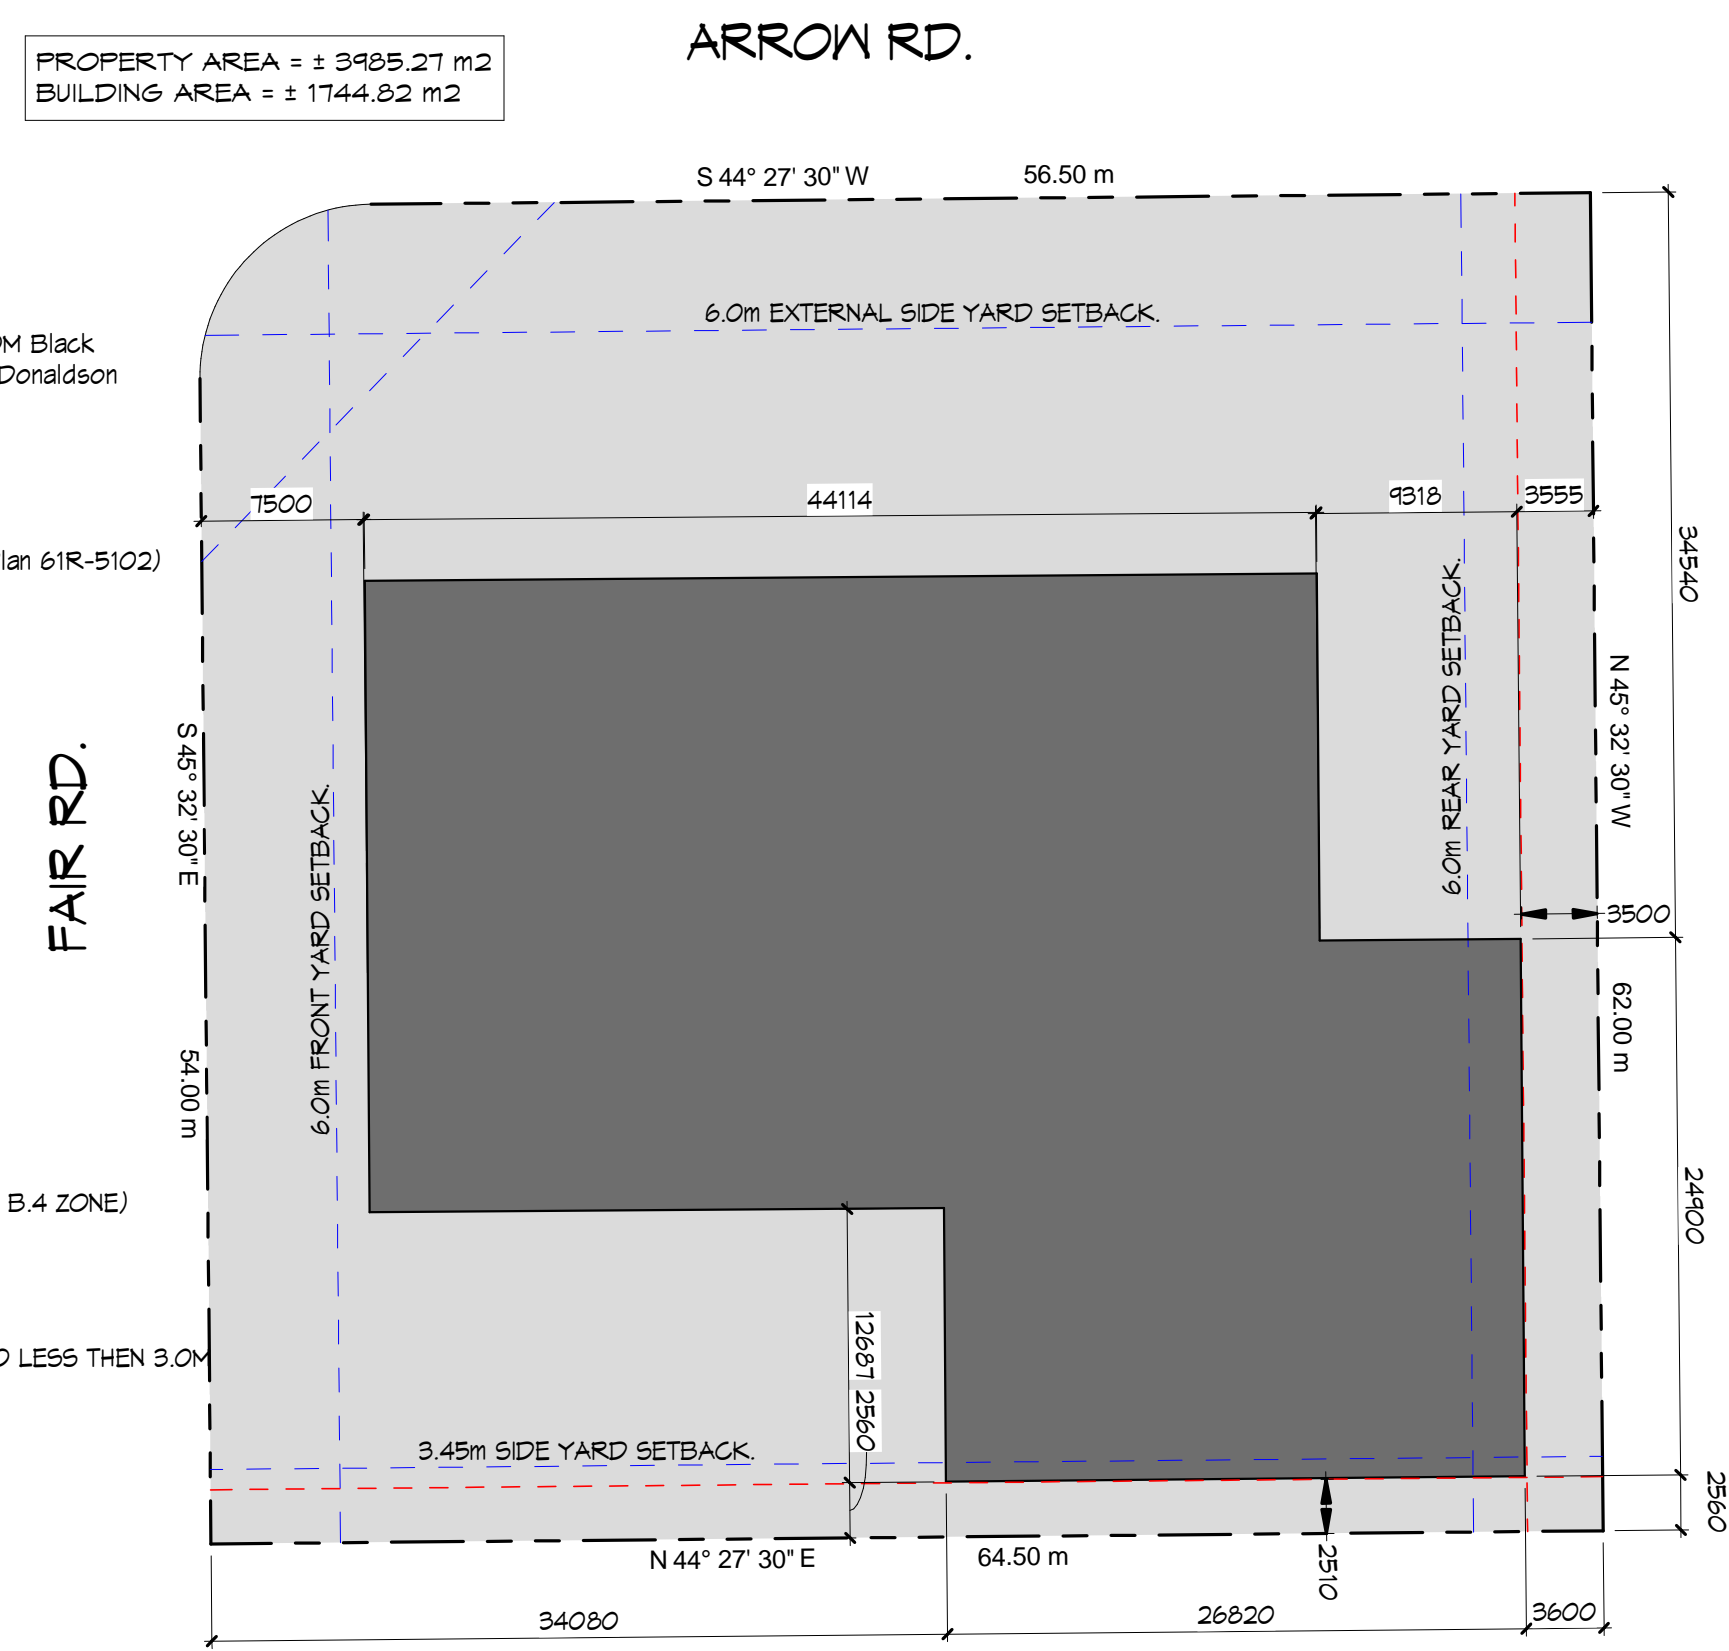 ARROW RD.
PROPERTY AREA = ± 3985.27 m2
BUILDING AREA = ± 1744.82 m2
S 44° 27' 30" W
56.50 m
6.0m EXTERNAL SIDE YARD SETBACK.
Black
Donaldson
7500
44114
9318
3555
34540
61R-5102)
6.0m REAR YARD SETBACK.
N 45° 32' 30" W
S 45° 32' 30" E
FAIR RD.
6.0m FRONT YARD SETBACK.
3500
62.00 m
54.00 m
B.4 ZONE)
24900
12687
2560
LESS THEN 3.0M
3.45m SIDE YARD SETBACK.
2560
N 44° 27' 30" E
64.50 m
2510
34080
26820
3600